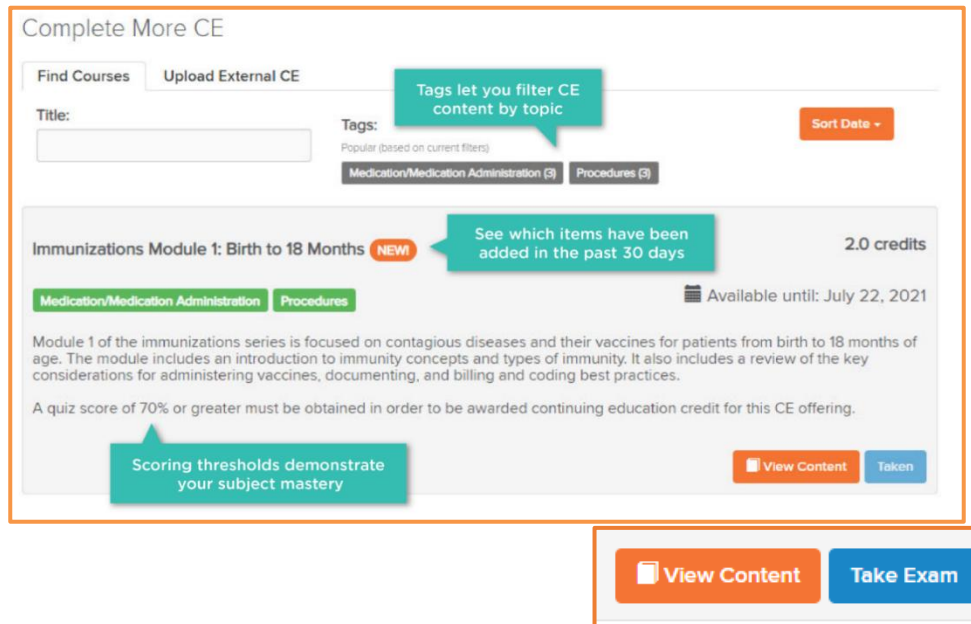 Complete More CE
Find Courses Upload External CE
Tags let you filter CE
content by topic
Title:
Tags:
Sort Date
Popular (based on current filters)
Medication/Medication Administration (3) Procedures (3)
Immunizations Module 1: Birth to 18 Months NEW!
See which items have been
added in the past 30 days
2.0 credits
Medication/Medication Administration Procedures
Available until: July 22, 2021
Module 1 of the immunizations series is focused on contagious diseases and their vaccines for patients from birth to 18 months of
age. The module includes an introduction to immunity concepts and types of immunity. It also includes a review of the key
considerations for administering vaccines, documenting, and billing and coding best practices.
A quiz score of 70% or greater must be obtained in order to be awarded continuing education credit for this CE offering.
Scoring thresholds demonstrate
your subject mastery
View Content Taken
View Content Take Exam